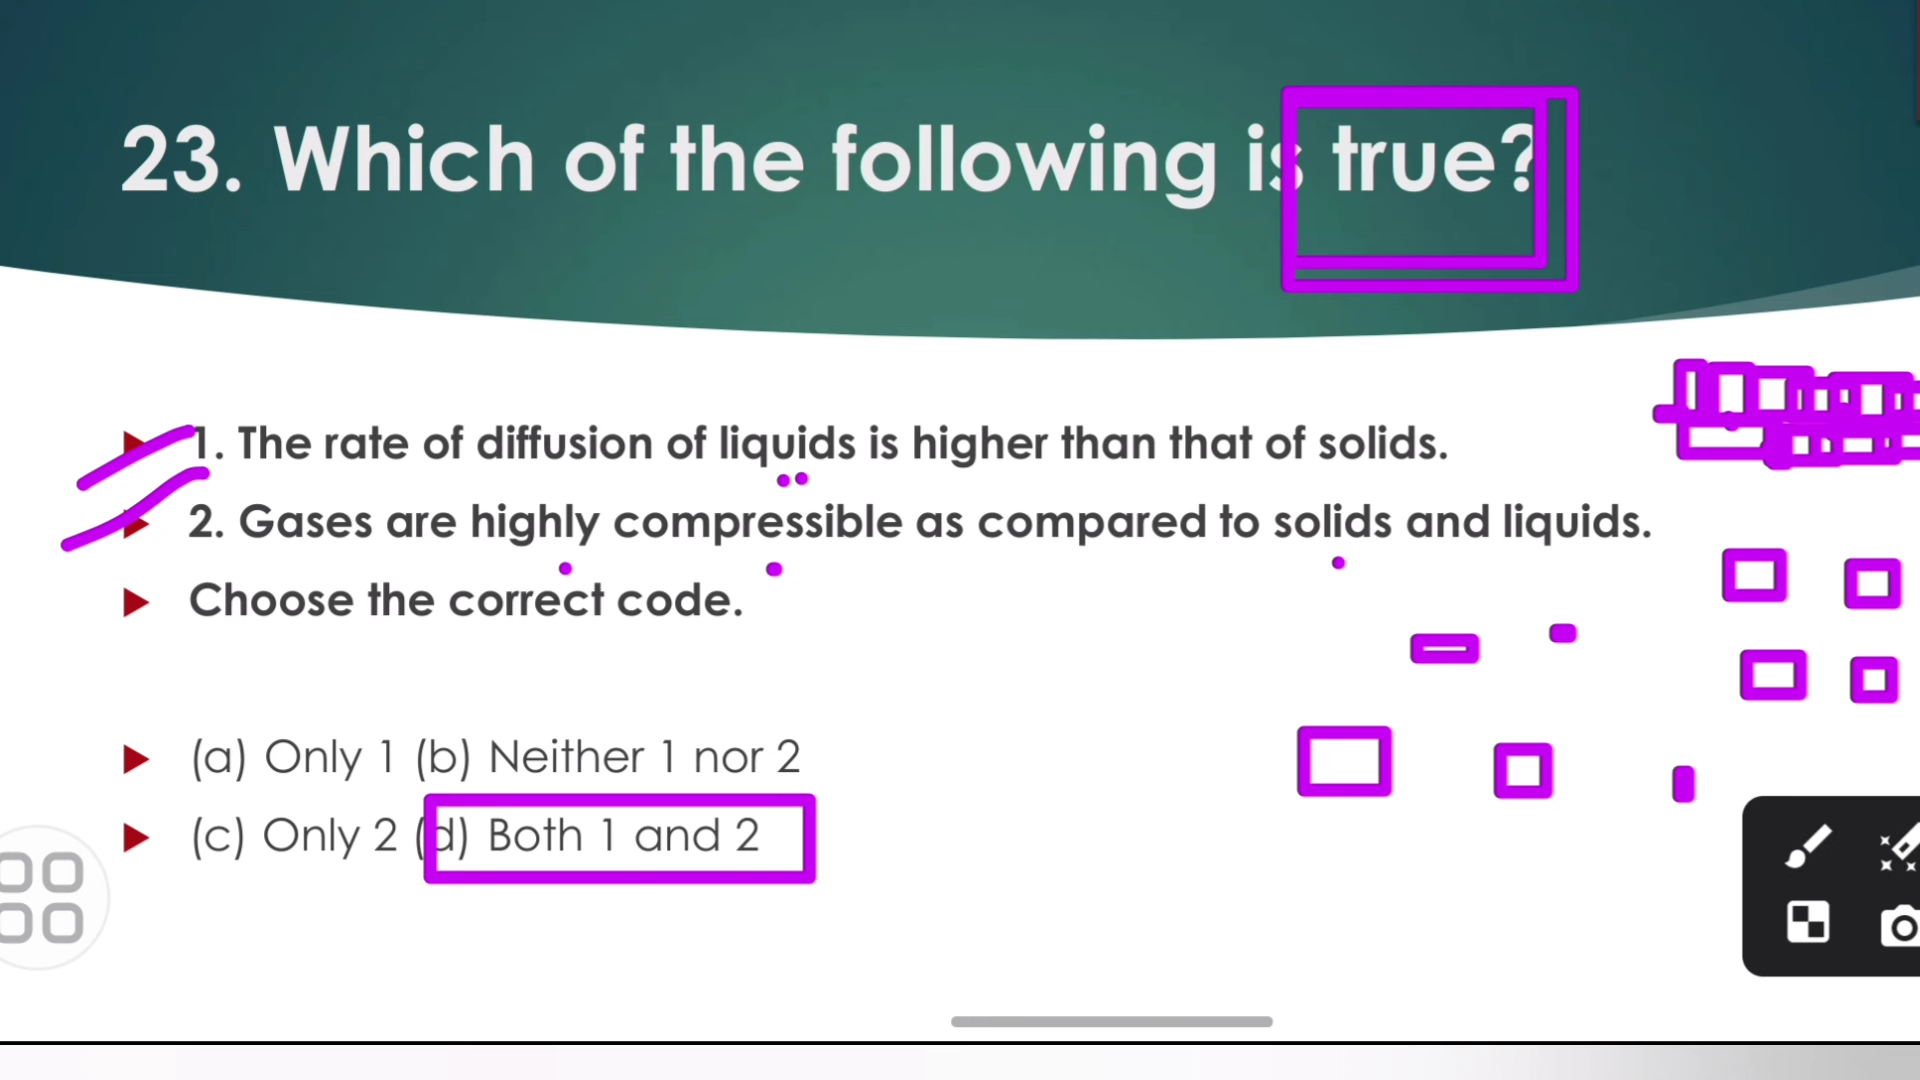 23. Which of the following is true?
1. The rate of diffusion of liquids is higher than that of solids.
2. Gases are highly compressible as compared to solids and liquids.
Choose the correct code.
(a) Only 1 (b) Neither 1 nor 2
(c) Only 2 (d) Both 1 and 2